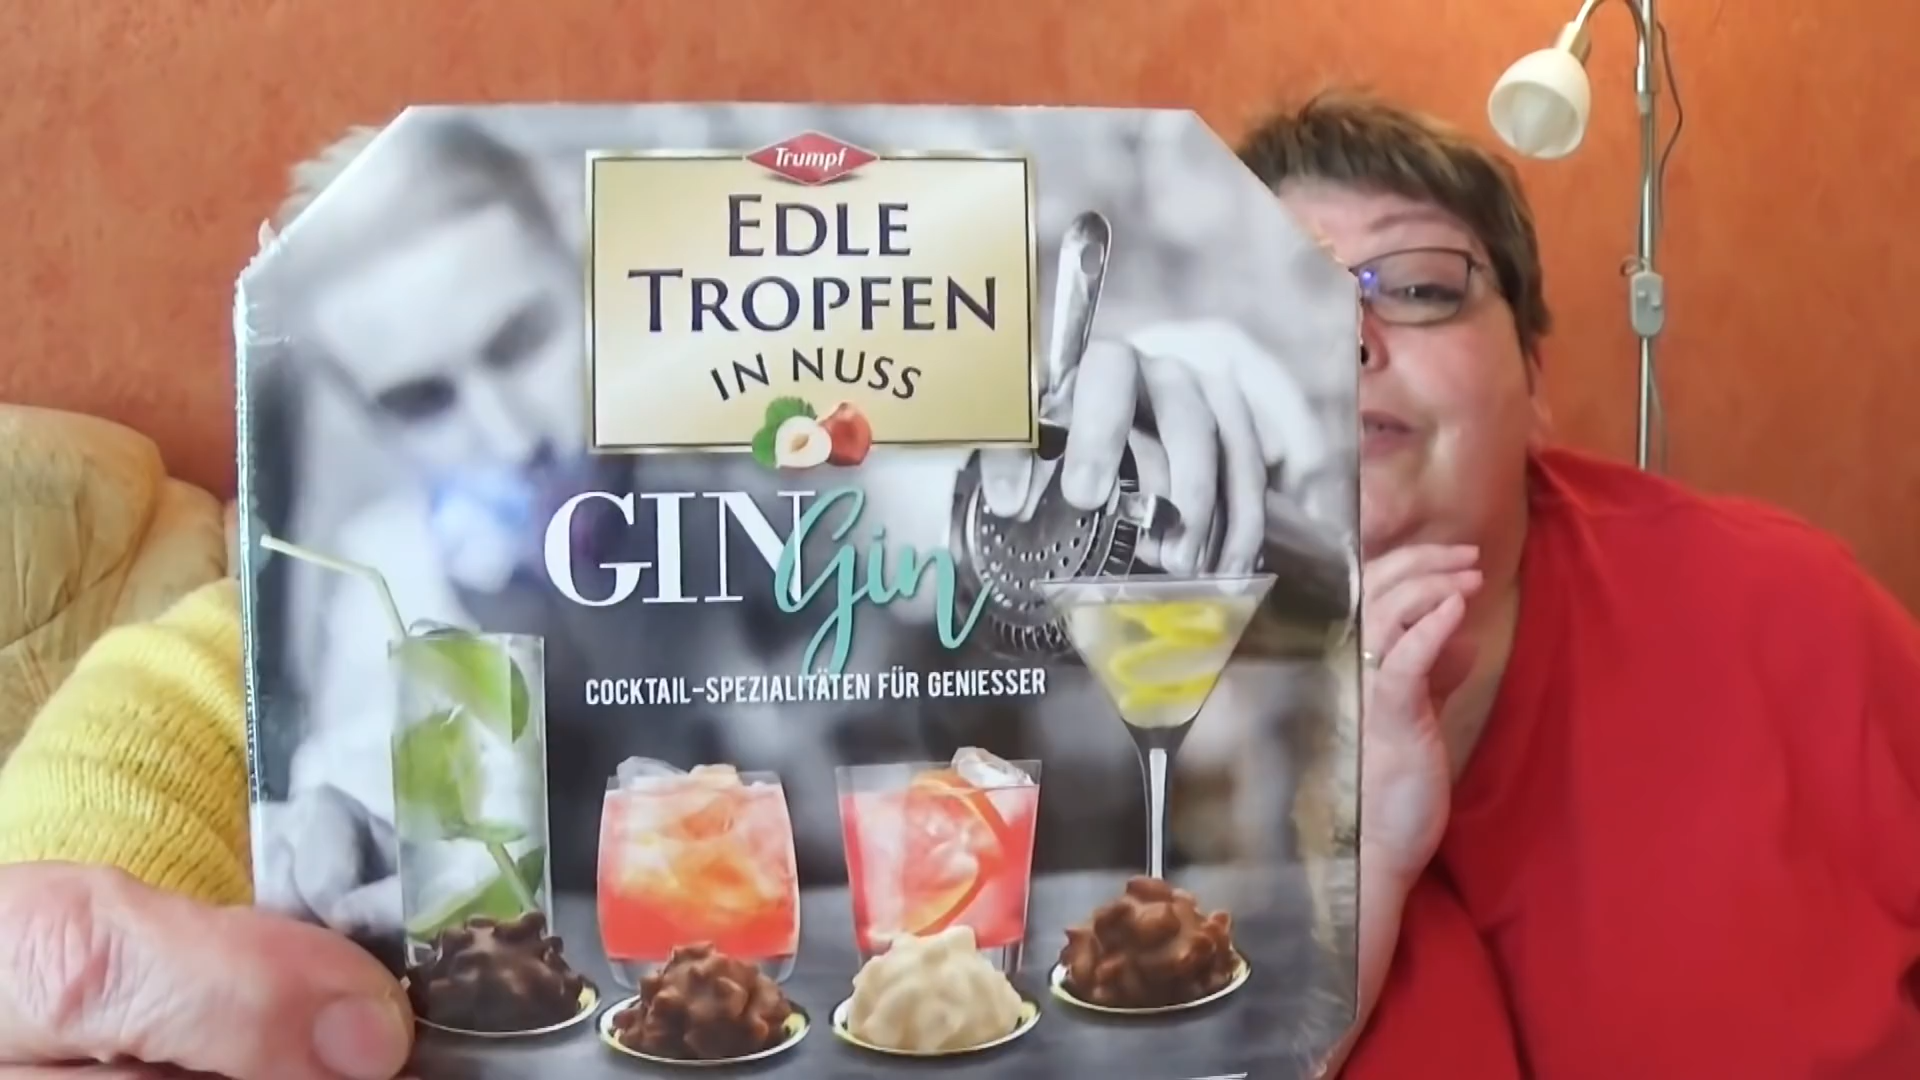 Trumpf
EDLE
TROPFEN
IN NUSS
GIN Gin
COCKTAIL-SPEZIALITÄTEN FÜR GENIESSER